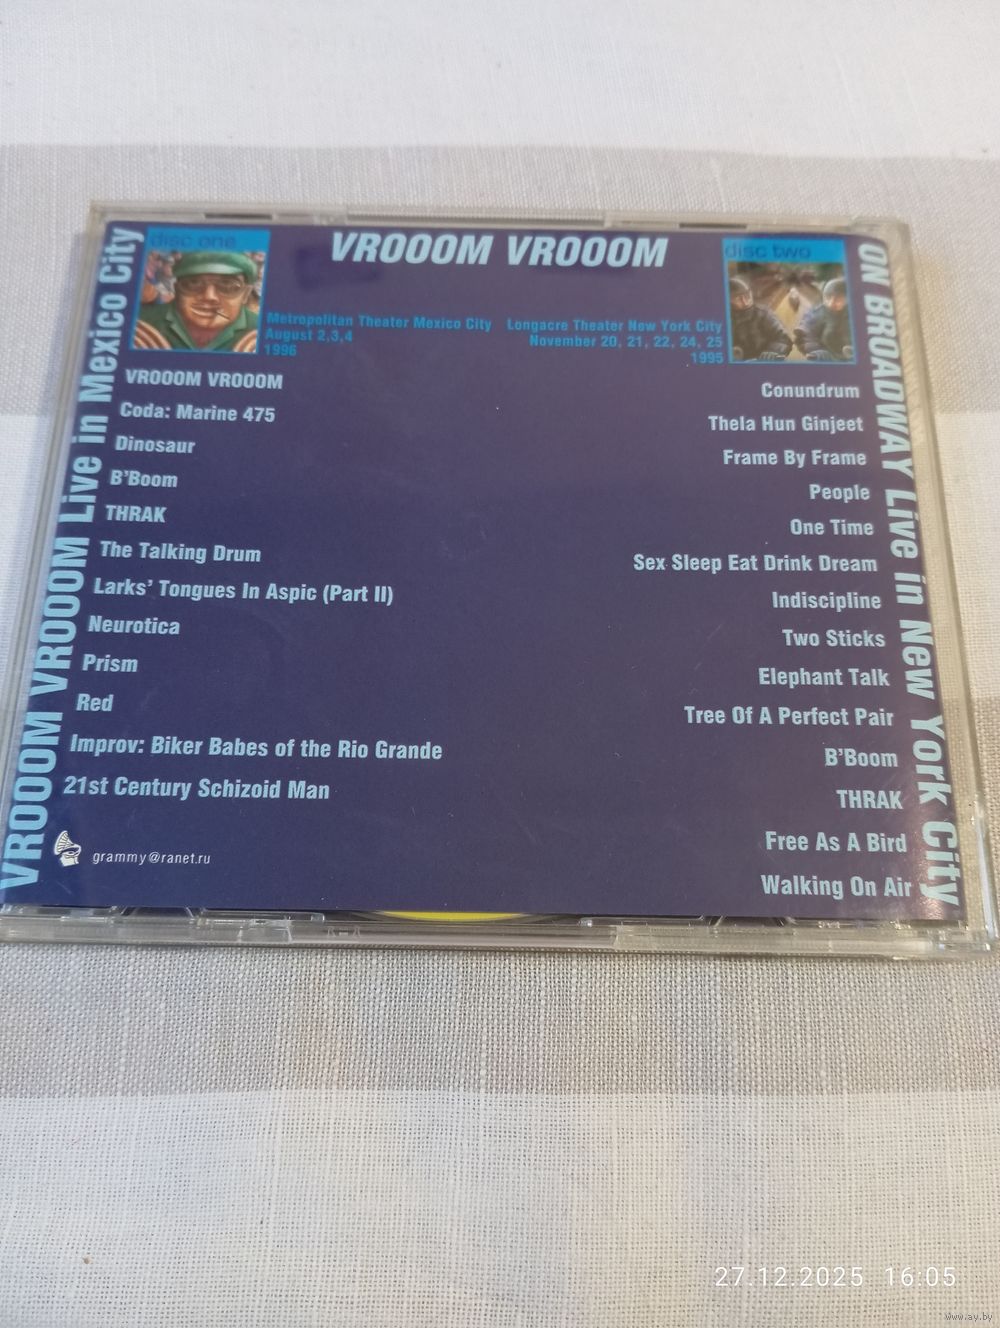 VROOOM VROOOM
disc one
disc two
VROOOM VROOOM Live in Mexico City
ON BROADWAY Live in New York City
Metropolitan Theater Mexico City
August 2,3,4
1996
Longacre Theater New York City
November 20, 21, 22, 24, 25
1995
VROOOM VROOOM
Coda: Marine 475
Dinosaur
B'Boom
THRAK
The Talking Drum
Larks' Tongues In Aspic (Part II)
Neurotica
Prism
Red
Improv: Biker Babes of the Rio Grande
21st Century Schizoid Man
grammy@ranet.ru
Conundrum
Thela Hun Ginjeet
Frame By Frame
People
One Time
Sex Sleep Eat Drink Dream
Indiscipline
Two Sticks
Elephant Talk
Tree Of A Perfect Pair
B'Boom
THRAK
Free As A Bird
Walking On Air
27.12.2025 16:05
www.ay.by